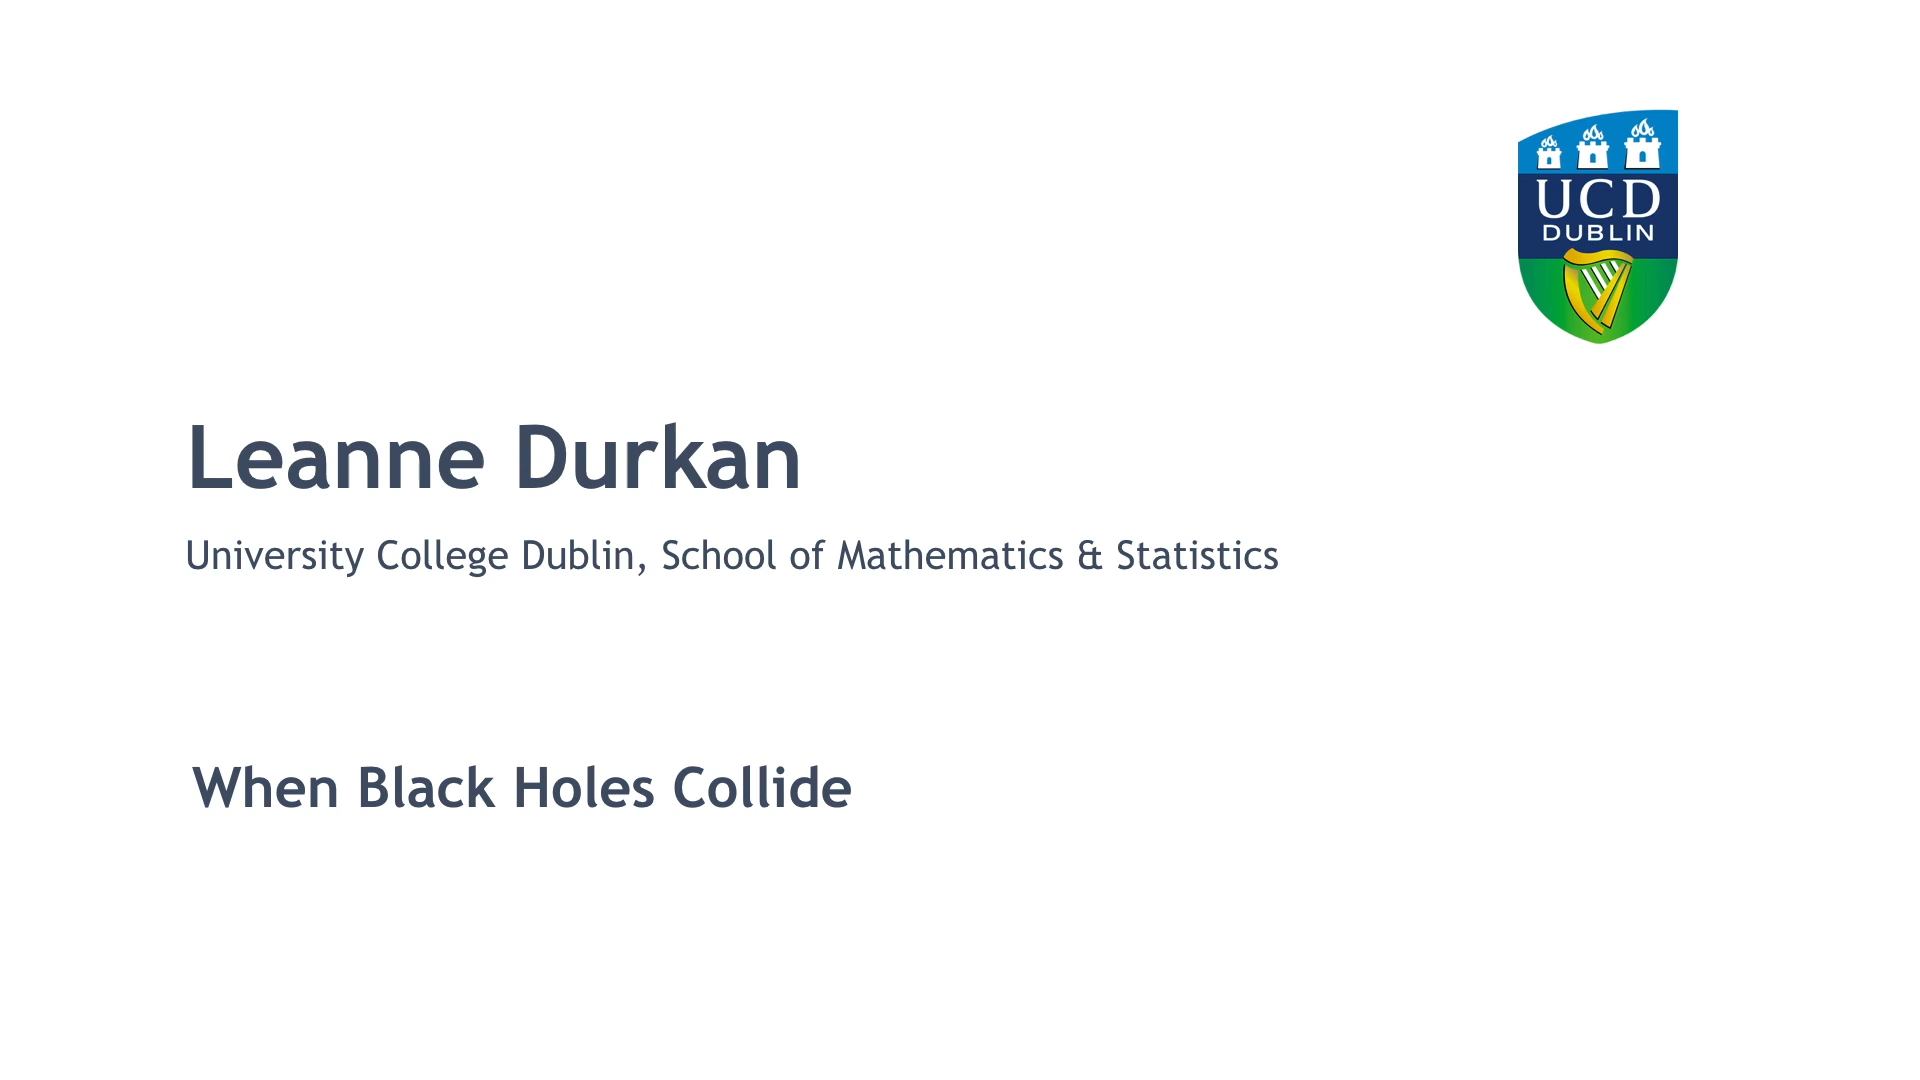 UCD
DUBLIN
Leanne Durkan
University College Dublin, School of Mathematics & Statistics
When Black Holes Collide